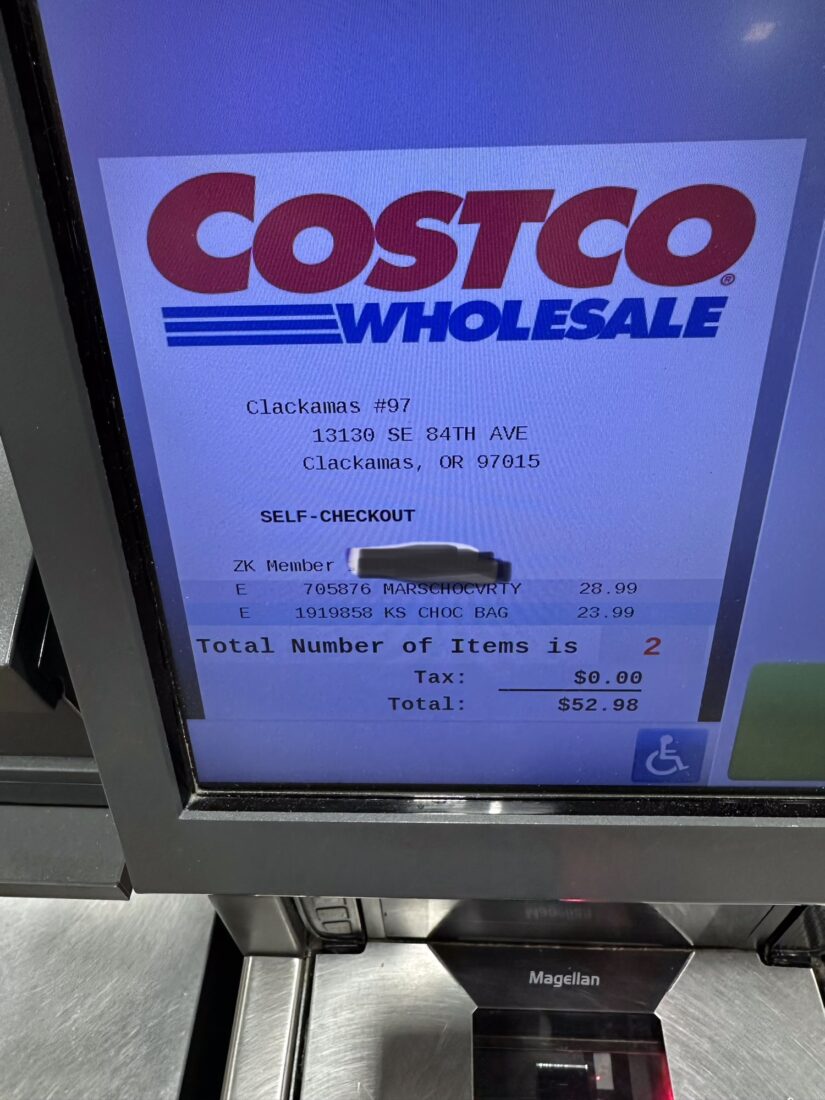 COSTCO
WHOLESALE
Clackamas #97
13130 SE 84TH AVE
Clackamas, OR 97015
SELF-CHECKOUT
ZK Member
E 705876 MARSCHOCVRTY 28.99
E 1919858 KS CHOC BAG 23.99
Total Number of Items is 2
Tax: $0.00
Total: $52.98
Magellan